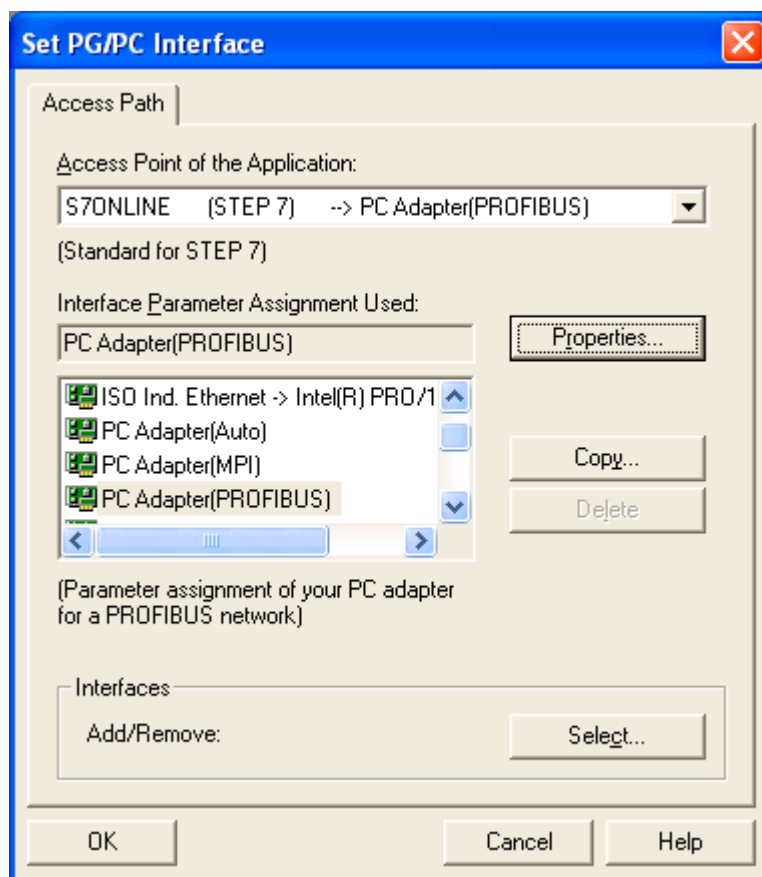 Set PG/PC Interface
Access Path
Access Point of the Application:
S7ONLINE (STEP 7) --> PC Adapter(PROFIBUS)
(Standard for STEP 7)
Interface Parameter Assignment Used:
PC Adapter(PROFIBUS)
Properties...
ISO Ind. Ethernet -> Intel(R) PRO/1
PC Adapter(Auto)
PC Adapter(MPI)
PC Adapter(PROFIBUS)
Copy...
Delete
(Parameter assignment of your PC adapter
for a PROFIBUS network)
Interfaces
Add/Remove:
Select...
OK
Cancel
Help